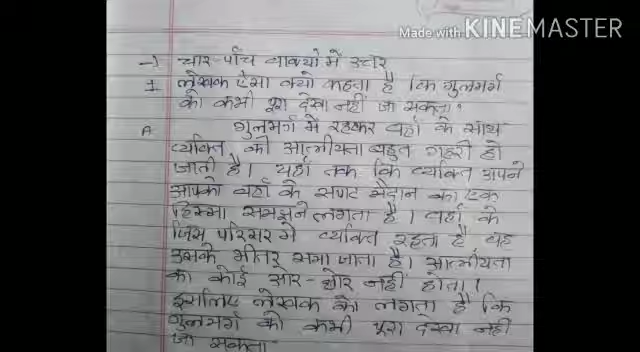 Made with KINEMASTER
→ चार-पाँच वाक्यों में उत्तर
1 लेखक ऐसा क्यों कहता है कि गुलमर्ग
को कभी पूरा देखा नहीं जा सकता?
A गुलमर्ग में रहकर वहाँ के साथ
व्यक्ति की आत्मीयता बहुत गहरी हो
जाती है। यहाँ तक कि व्यक्ति अपने
आपको वहाँ के सपाट मैदान का एक
हिस्सा समझने लगता है। वहाँ के
जिस परिसर में व्यक्ति रहता है वह
उसके भीतर समा जाता है। आत्मीयता
का कोई ओर-छोर नहीं होता।
इसलिए लेखक को लगता है कि
गुलमर्ग को कभी पूरा देखा नहीं
जा सकता